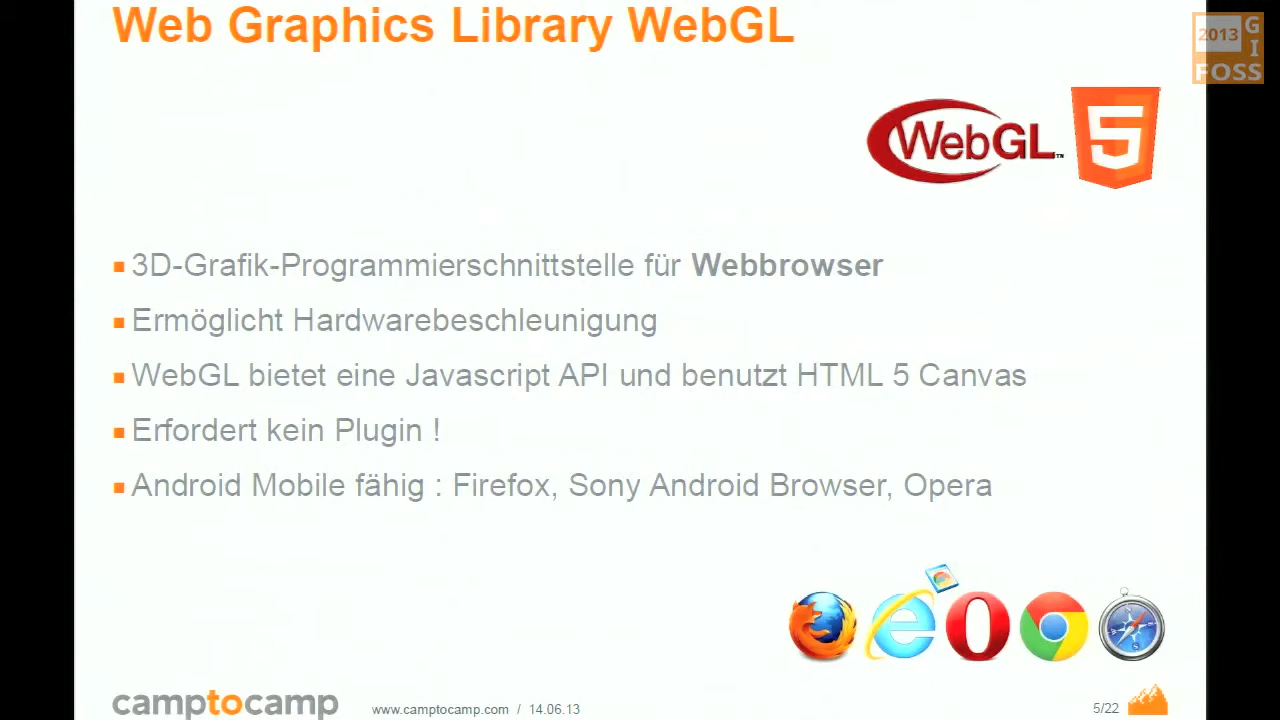 Web Graphics Library WebGL
2013 GI
FOSS
WebGL™ 5
3D-Grafik-Programmierschnittstelle für Webbrowser
Ermöglicht Hardwarebeschleunigung
WebGL bietet eine Javascript API und benutzt HTML 5 Canvas
Erfordert kein Plugin !
Android Mobile fähig : Firefox, Sony Android Browser, Opera
camptocamp www.camptocamp.com / 14.06.13 5/22